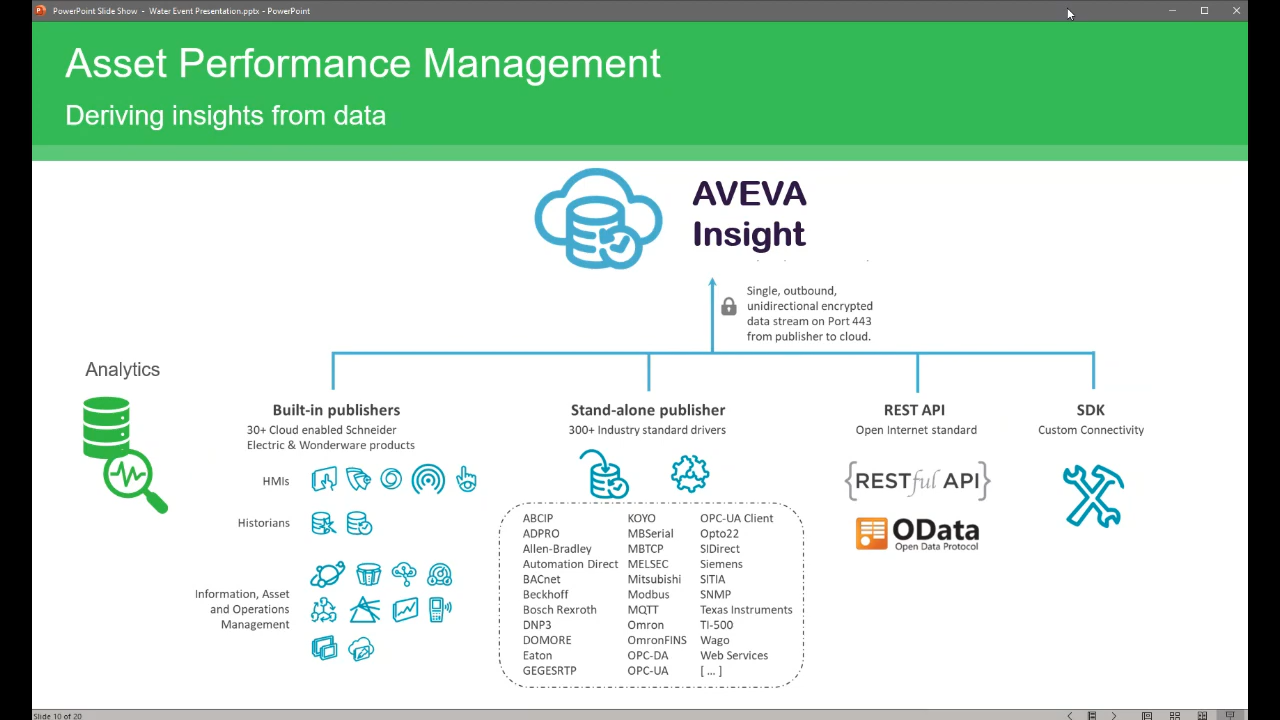 PowerPoint Slide Show - Water Event Presentation.pptx - PowerPoint
Asset Performance Management
Deriving insights from data
AVEVA
Insight
Single, outbound,
unidirectional encrypted
data stream on Port 443
from publisher to cloud.
Analytics
Built-in publishers
30+ Cloud enabled Schneider
Electric & Wonderware products
HMIs
Historians
Information, Asset
and Operations
Management
Stand-alone publisher
300+ Industry standard drivers
ABCIP
ADPRO
Allen-Bradley
Automation Direct
BACnet
Beckhoff
Bosch Rexroth
DNP3
DOMORE
Eaton
GEGESRTP
KOYO
MBSerial
MBTCP
MELSEC
Mitsubishi
Modbus
MQTT
Omron
OmronFINS
OPC-DA
OPC-UA
OPC-UA Client
Opto22
SIDirect
Siemens
SITIA
SNMP
Texas Instruments
TI-500
Wago
Web Services
[ ... ]
REST API
Open Internet standard
{RESTful API}
OData
Open Data Protocol
SDK
Custom Connectivity
Slide 10 of 20